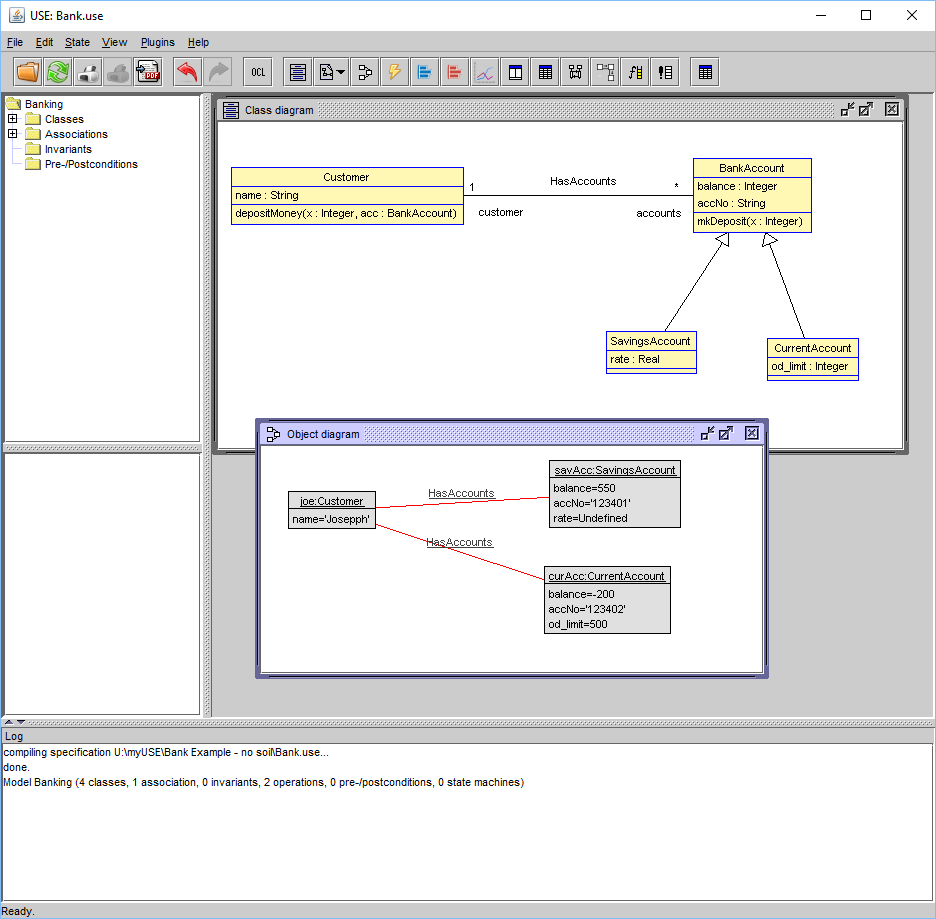 USE: Bank.use
File Edit State View Plugins Help
PDF
OCL
Banking
Classes
Associations
Invariants
Pre-/Postconditions
Class diagram
Customer
name : String
depositMoney(x : Integer, acc : BankAccount)
1
HasAccounts
*
customer
accounts
BankAccount
balance : Integer
accNo : String
mkDeposit(x : Integer)
SavingsAccount
rate : Real
CurrentAccount
od_limit : Integer
Object diagram
joe:Customer
name='Josepph'
HasAccounts
HasAccounts
savAcc:SavingsAccount
balance=550
accNo='123401'
rate=Undefined
curAcc:CurrentAccount
balance=-200
accNo='123402'
od_limit=500
Log
compiling specification U:\myUSE\Bank Example - no soil\Bank.use...
done.
Model Banking (4 classes, 1 association, 0 invariants, 2 operations, 0 pre-/postconditions, 0 state machines)
Ready.